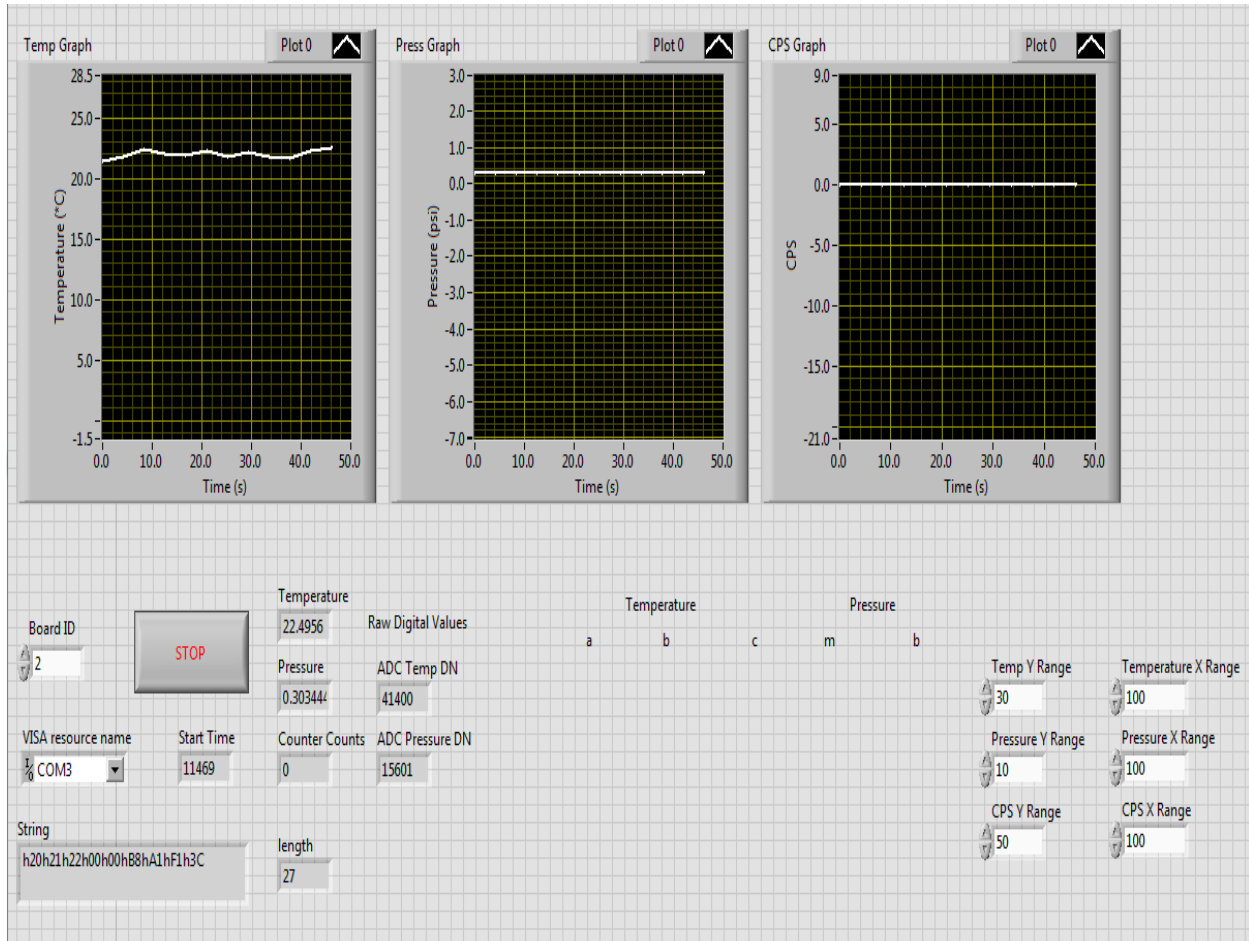 Temp Graph
Plot 0
28.5
25.0
20.0
15.0
10.0
5.0
-1.5
Temperature (*C)
0.0 10.0 20.0 30.0 40.0 50.0
Time (s)
Press Graph
Plot 0
3.0
2.0
1.0
0.0
-1.0
-2.0
-3.0
-4.0
-5.0
-6.0
-7.0
Pressure (psi)
0.0 10.0 20.0 30.0 40.0 50.0
Time (s)
CPS Graph
Plot 0
9.0
5.0
0.0
-5.0
-10.0
-15.0
-21.0
CPS
0.0 10.0 20.0 30.0 40.0 50.0
Time (s)
Board ID
2
STOP
Temperature
22.4956
Raw Digital Values
Pressure
0.303444
ADC Temp DN
41400
VISA resource name
COM3
Start Time
11469
Counter Counts
0
ADC Pressure DN
15601
String
h20h21h22h00h00hB8hA1hF1h3C
length
27
Temperature
a b c
Pressure
m b
Temp Y Range
30
Temperature X Range
100
Pressure Y Range
10
Pressure X Range
100
CPS Y Range
50
CPS X Range
100